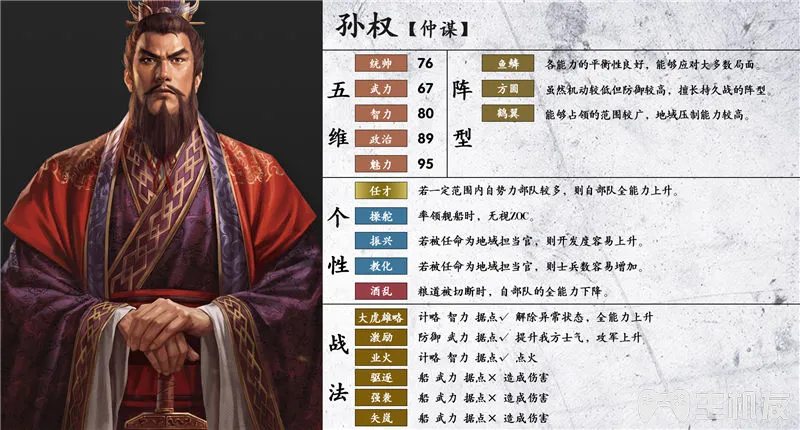 孙权【仲谋】
五维
统帅 76
武力 67
智力 80
政治 89
魅力 95
阵型
鱼鳞 各能力的平衡性良好，能够应对大多数局面。
方圆 虽然机动较低但防御较高，擅长持久战的阵型。
鹤翼 能够占领的范围较广，地域压制能力较高。
个性
任才 若一定范围内自势力部队较多，则自部队全能力上升。
操舵 率领舰船时，无视ZOC。
振兴 若被任命为地域担当官，则开发度容易上升。
教化 若被任命为地域担当官，则士兵数容易增加。
酒乱 粮道被切断时，自部队的全能力下降。
战法
大虎雄略 计略 智力 据点✓ 解除异常状态，全能力上升
激励 防御 武力 据点✓ 提升我方士气，攻军上升
业火 计略 智力 据点✓ 点火
驱逐 船 武力 据点× 造成伤害
强袭 船 武力 据点× 造成伤害
矢岚 船 武力 据点× 造成伤害